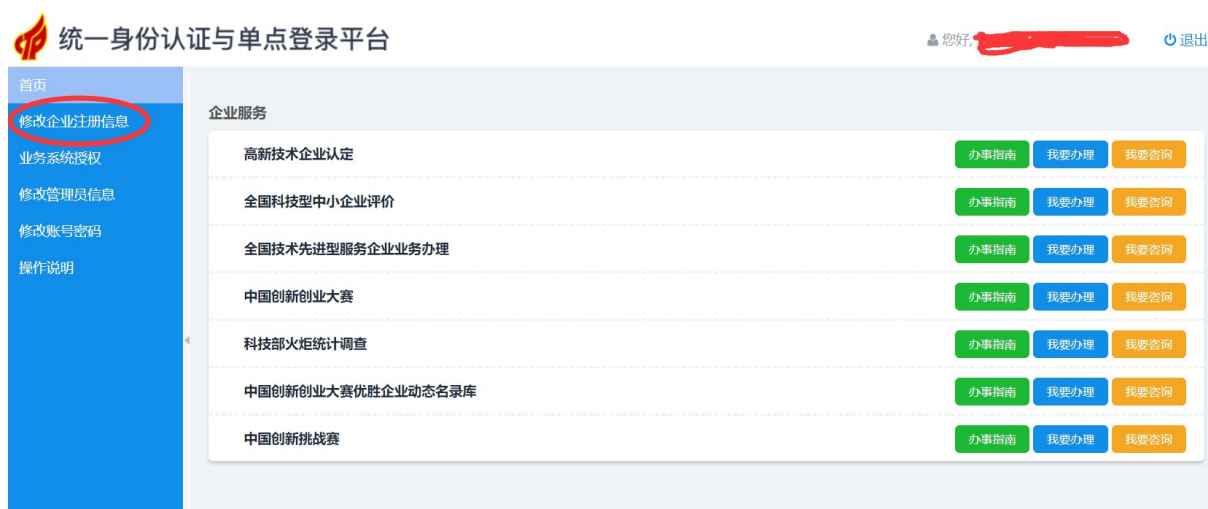 统一身份认证与单点登录平台
您好,
退出
首页
修改企业注册信息
业务系统授权
修改管理员信息
修改账号密码
操作说明
企业服务
高新技术企业认定 办事指南 我要办理 我要咨询
全国科技型中小企业评价 办事指南 我要办理 我要咨询
全国技术先进型服务企业业务办理 办事指南 我要办理 我要咨询
中国创新创业大赛 办事指南 我要办理 我要咨询
科技部火炬统计调查 办事指南 我要办理 我要咨询
中国创新创业大赛优胜企业动态名录库 办事指南 我要办理 我要咨询
中国创新挑战赛 办事指南 我要办理 我要咨询